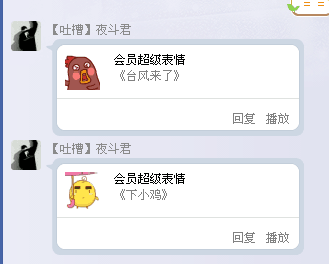 【吐槽】夜斗君
会员超级表情
《台风来了》
回复 播放
【吐槽】夜斗君
会员超级表情
《下小鸡》
回复 播放